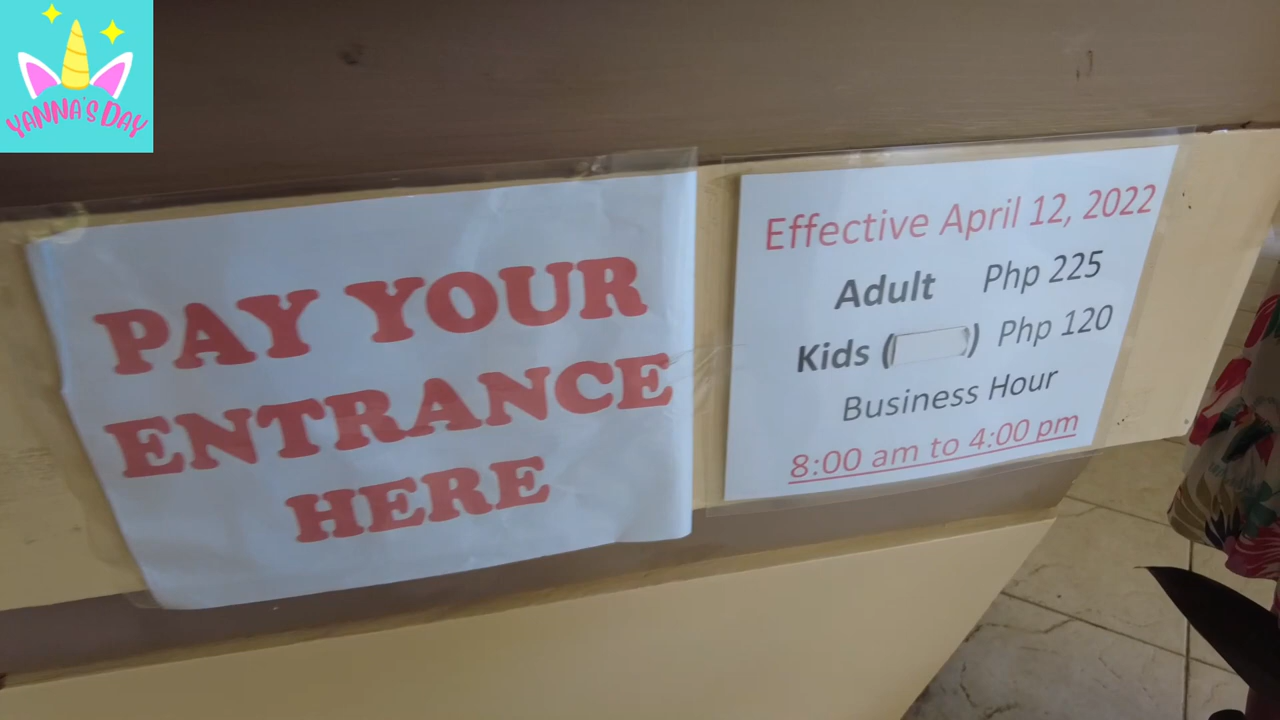 YANNA'S DAY
PAY YOUR
ENTRANCE
HERE
Effective April 12, 2022
Adult Php 225
Kids ( ) Php 120
Business Hour
8:00 am to 4:00 pm